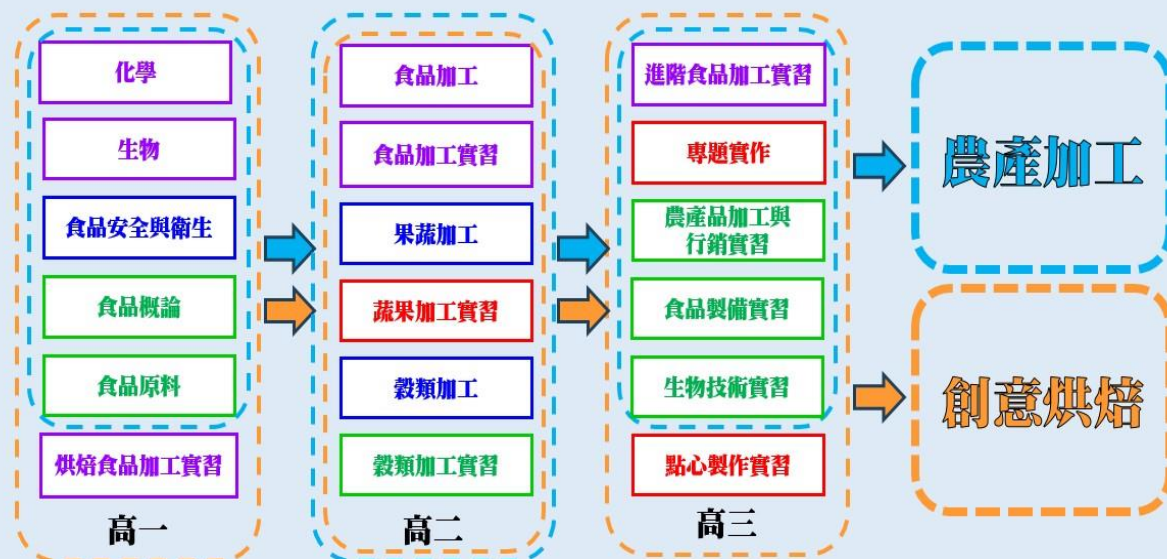 化學
生物
食品安全與衛生
食品概論
食品原料
烘焙食品加工實習
高一
食品加工
食品加工實習
果蔬加工
蔬果加工實習
穀類加工
穀類加工實習
高二
進階食品加工實習
專題實作
農產品加工與
行銷實習
食品製備實習
生物技術實習
點心製作實習
高三
農產加工
創意烘焙